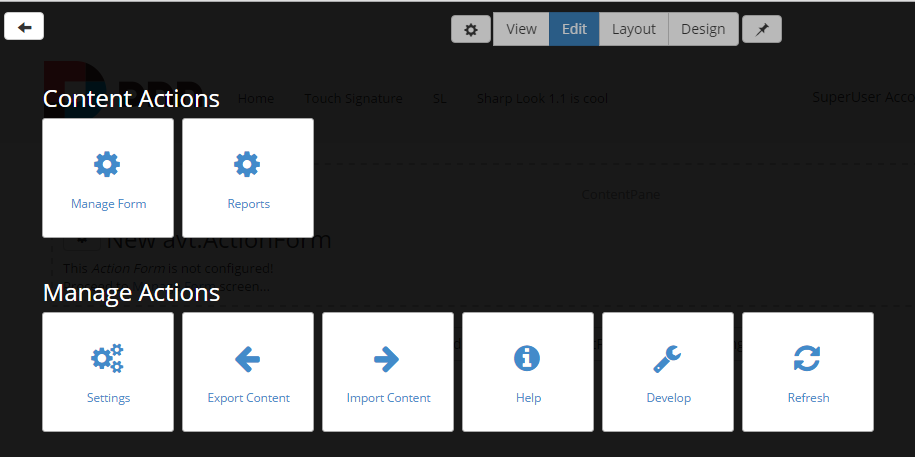 View Edit Layout Design
Home Touch Signature SL Sharp Look 1.1 is cool SuperUser Acco
Content Actions
Manage Form Reports
ContentPane
New avt.ActionForm
This Action Form is not configured!
screen...
Manage Actions
Settings Export Content Import Content Help Develop Refresh